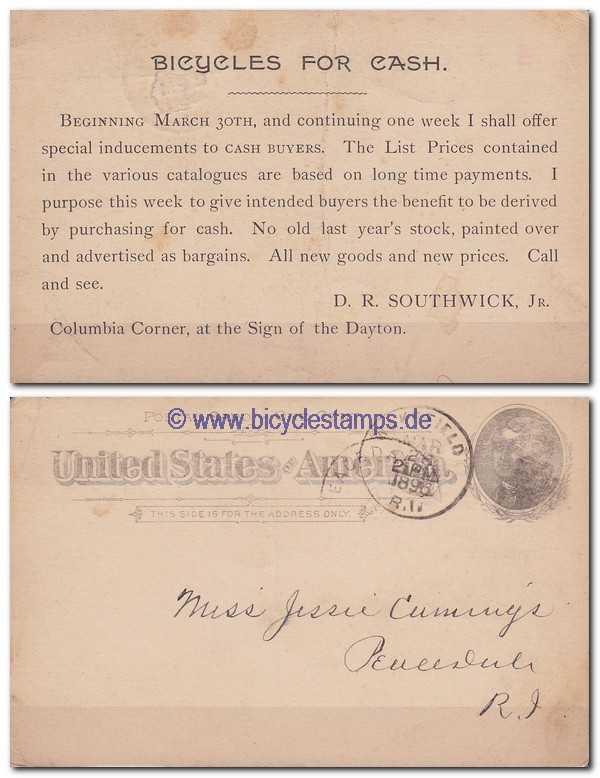 BICYCLES FOR CASH.
BEGINNING MARCH 30TH, and continuing one week I shall offer
special inducements to CASH BUYERS. The List Prices contained
in the various catalogues are based on long time payments. I
purpose this week to give intended buyers the benefit to be derived
by purchasing for cash. No old last year's stock, painted over
and advertised as bargains. All new goods and new prices. Call
and see.
D. R. SOUTHWICK, JR.
Columbia Corner, at the Sign of the Dayton.
© www.bicyclestamps.de
United States of America.
THIS SIDE IS FOR THE ADDRESS ONLY.
MAR
28
2 PM
R.I.
Miss Jessie Cummings
Peacedale
R.I